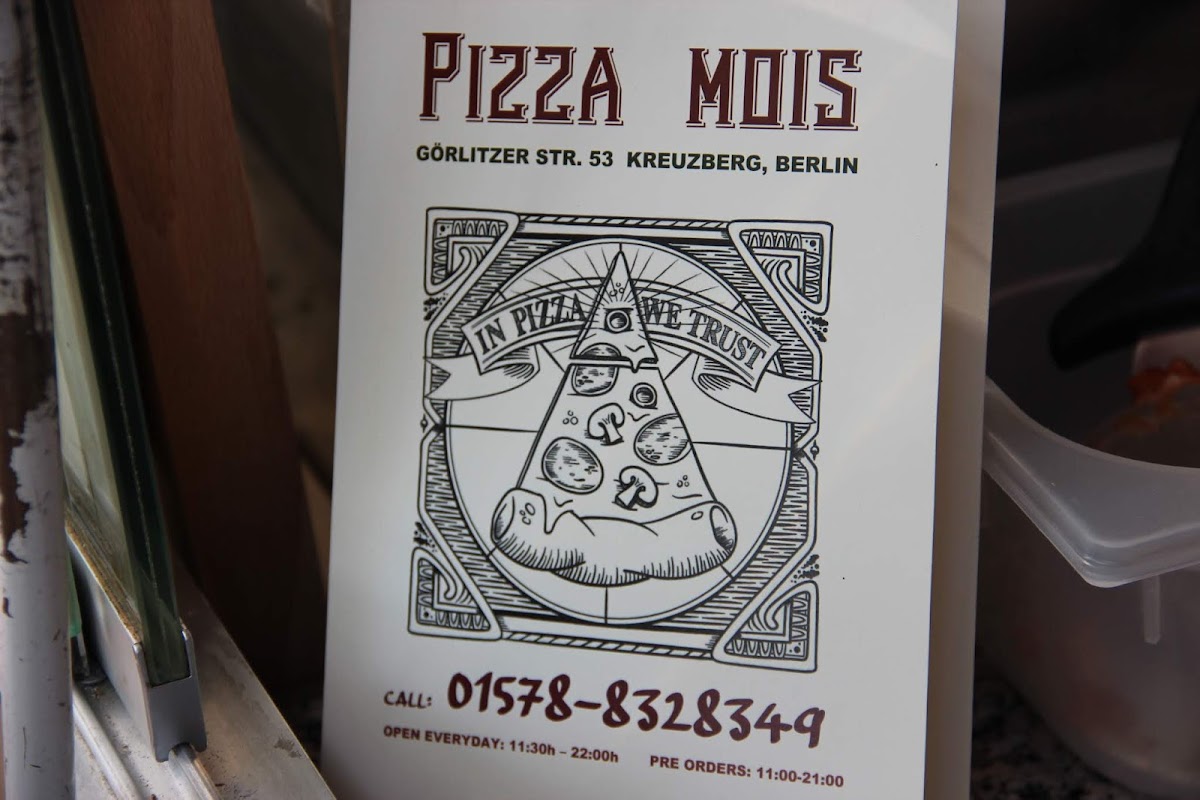 PIZZA MOIS
GÖRLITZER STR. 53 KREUZBERG, BERLIN
IN PIZZA WE TRUST
CALL: 01578-8328349
OPEN EVERYDAY: 11:30h – 22:00h PRE ORDERS: 11:00-21:00